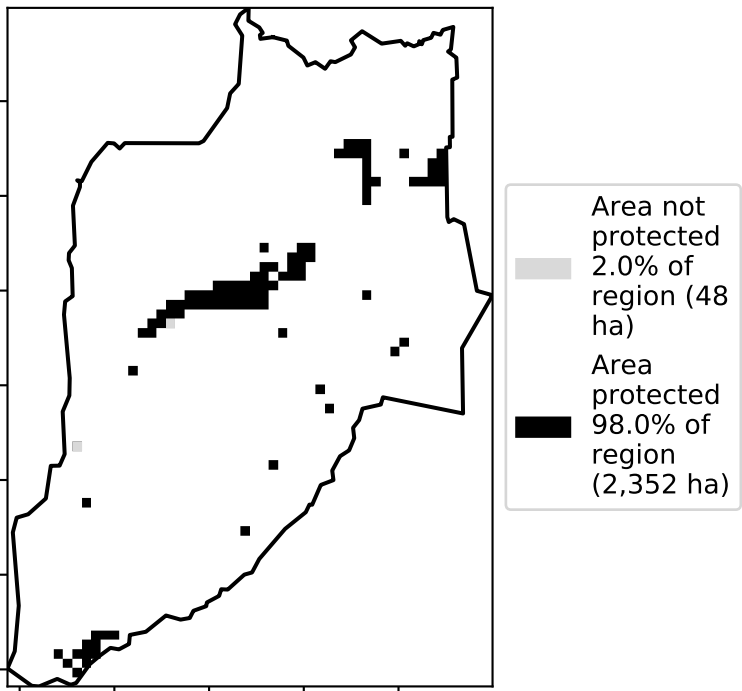 Area not
protected
2.0% of
region (48
ha)
Area
protected
98.0% of
region
(2,352 ha)